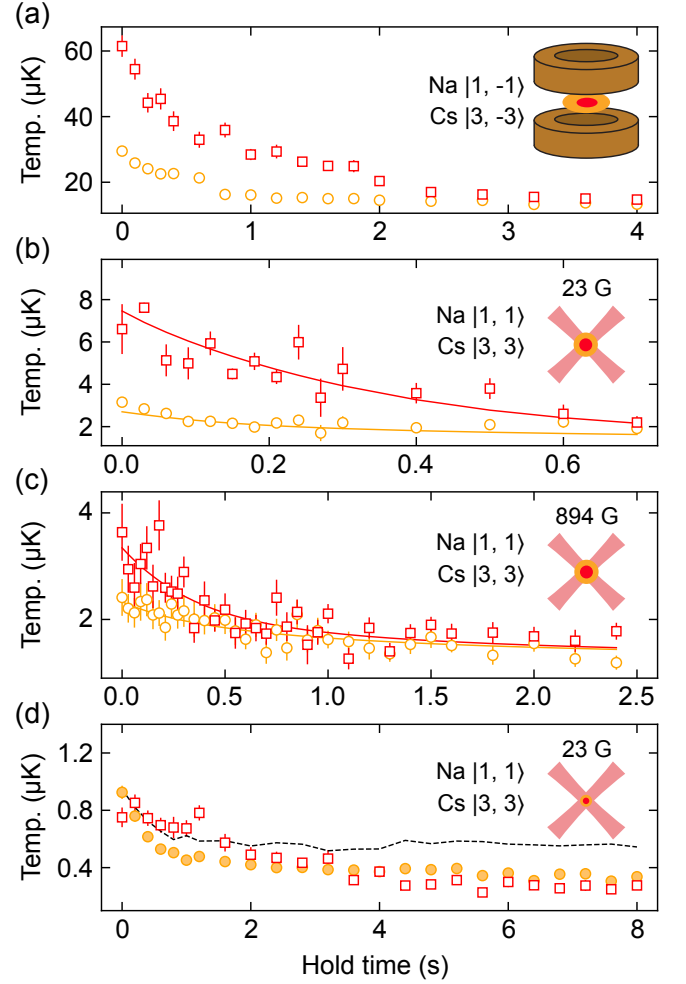 (a)
60
40
20
Temp. (μK)
Na |1, -1⟩
Cs |3, -3⟩
0 1 2 3 4
(b)
8
6
4
2
Temp. (μK)
23 G
Na |1, 1⟩
Cs |3, 3⟩
0.0 0.2 0.4 0.6
(c)
4
2
Temp. (μK)
894 G
Na |1, 1⟩
Cs |3, 3⟩
0.0 0.5 1.0 1.5 2.0 2.5
(d)
1.2
0.8
0.4
Temp. (μK)
23 G
Na |1, 1⟩
Cs |3, 3⟩
0 2 4 6 8
Hold time (s)